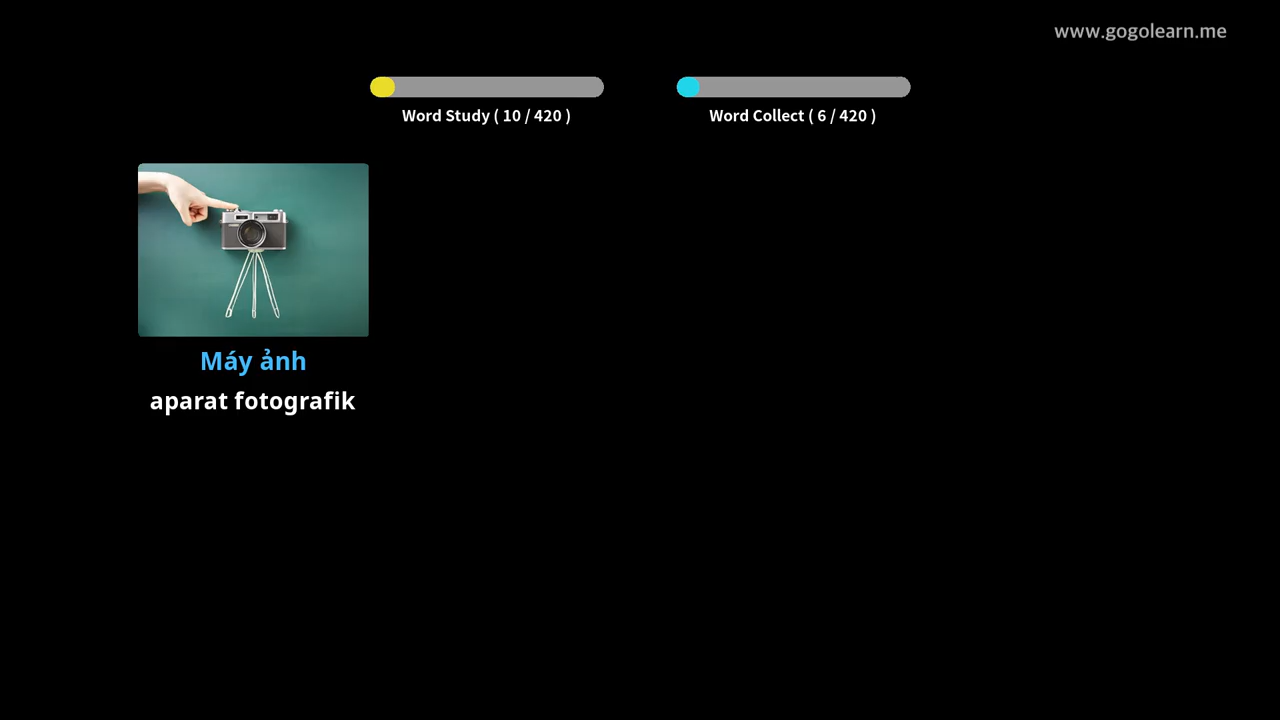 www.gogolearn.me
Word Study ( 10 / 420 )
Word Collect ( 6 / 420 )
Máy ảnh
aparat fotografik